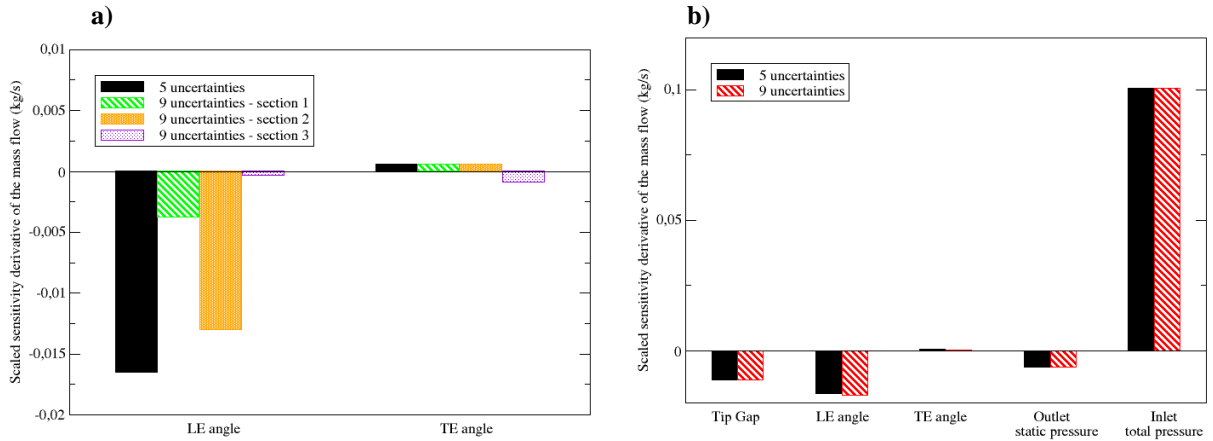 a)
Scaled sensitivity derivative of the mass flow (kg/s)
0,01
0,005
0
-0,005
-0,01
-0,015
-0,02
5 uncertainties
9 uncertainties - section 1
9 uncertainties - section 2
9 uncertainties - section 3
LE angle
TE angle
b)
Scaled sensitivity derivative of the mass flow (kg/s)
0,1
0,05
0
5 uncertainties
9 uncertainties
Tip Gap
LE angle
TE angle
Outlet
static pressure
Inlet
total pressure